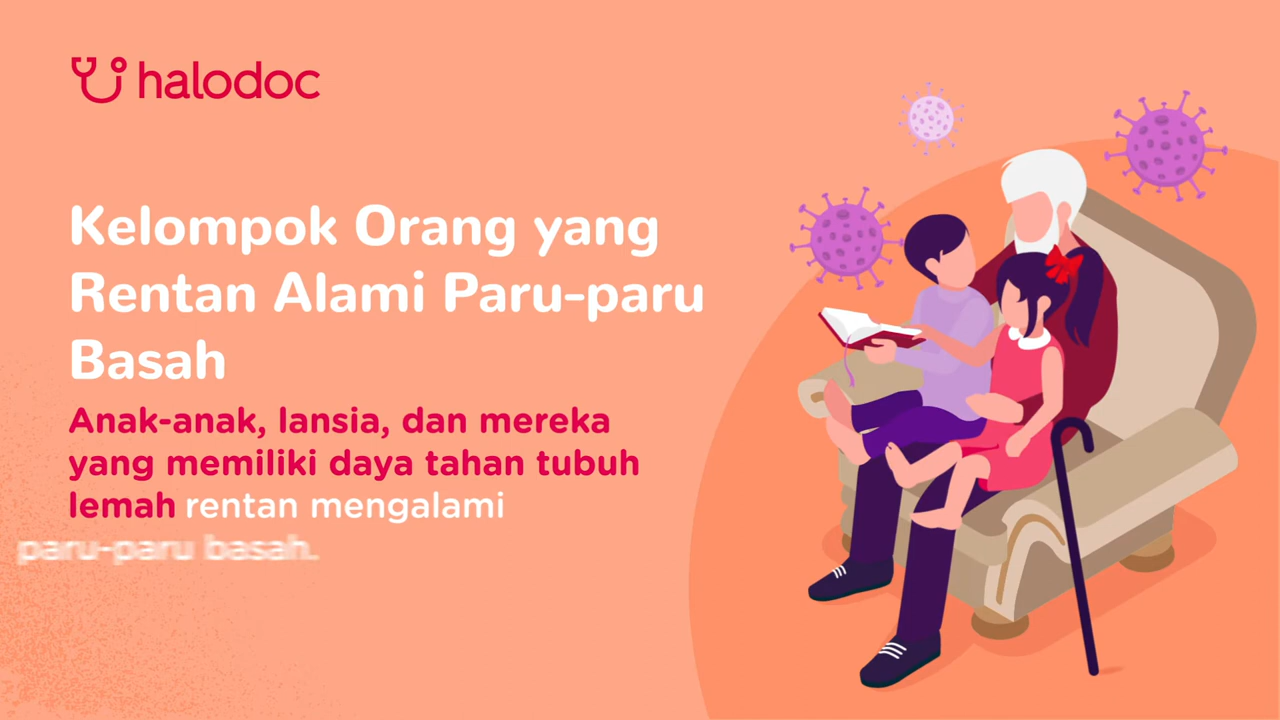 halodoc
Kelompok Orang yang
Rentan Alami Paru-paru
Basah
Anak-anak, lansia, dan mereka
yang memiliki daya tahan tubuh
lemah rentan mengalami
paru-paru basah.